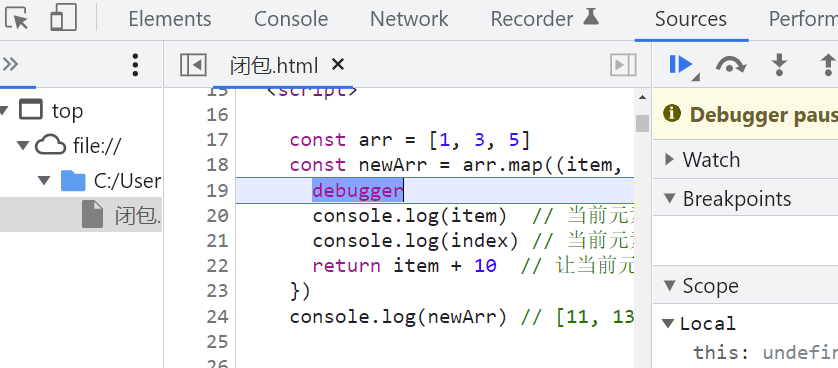 Elements Console Network Recorder Sources Perform
闭包.html
Debugger paus
top
file://
C:/User
闭包.
15 <script>
16
17 const arr = [1, 3, 5]
18 const newArr = arr.map((item,
19 debugger
20 console.log(item) // 当前元素
21 console.log(index) // 当前元素
22 return item + 10 // 让当前元
23 })
24 console.log(newArr) // [11, 13
25
26
Watch
Breakpoints
Scope
Local
this: undefin